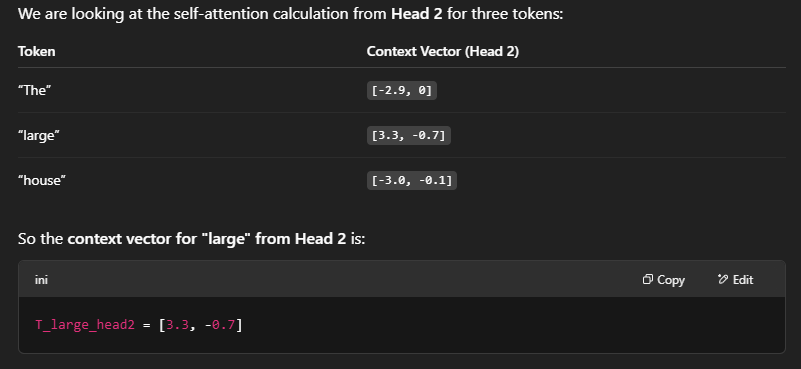 We are looking at the self-attention calculation from Head 2 for three tokens:
Token Context Vector (Head 2)
“The” [-2.9, 0]
“large” [3.3, -0.7]
“house” [-3.0, -0.1]
So the context vector for "large" from Head 2 is:
ini Copy Edit
T_large_head2 = [3.3, -0.7]